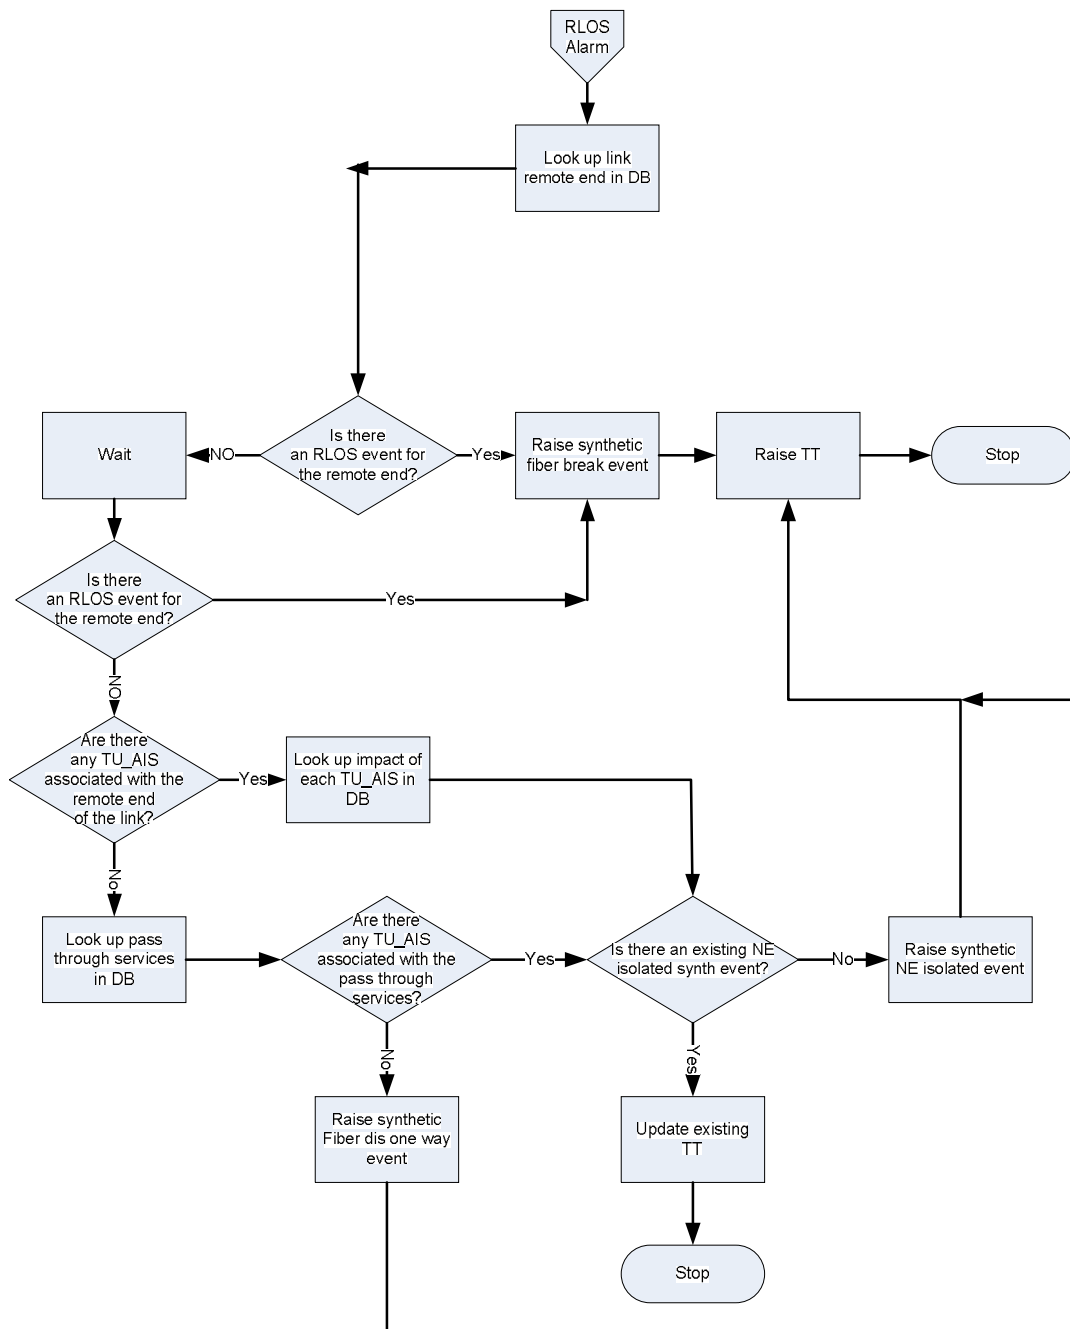 RLOS
Alarm
Look up link
remote end in DB
Wait
NO
Is there
an RLOS event for
the remote end?
Yes
Raise synthetic
fiber break event
Raise TT
Stop
Is there
an RLOS event for
the remote end?
Yes
NO
Are there
any TU_AIS
associated with the
remote end
of the link?
Yes
Look up impact of
each TU_AIS in
DB
No
Look up pass
through services
in DB
Are there
any TU_AIS
associated with the
pass through
services?
Yes
Is there an existing NE
isolated synth event?
No
Raise synthetic
NE isolated event
No
Yes
Raise synthetic
Fiber dis one way
event
Update existing
TT
Stop